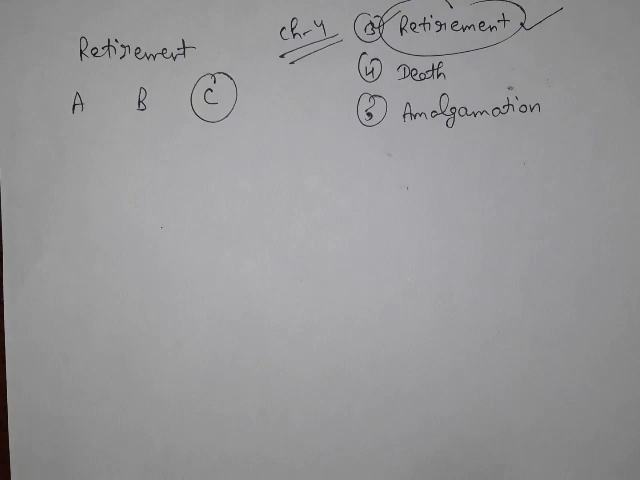 Retirement
A B C
Ch-4
3 Retirement
4 Death
5 Amalgamation